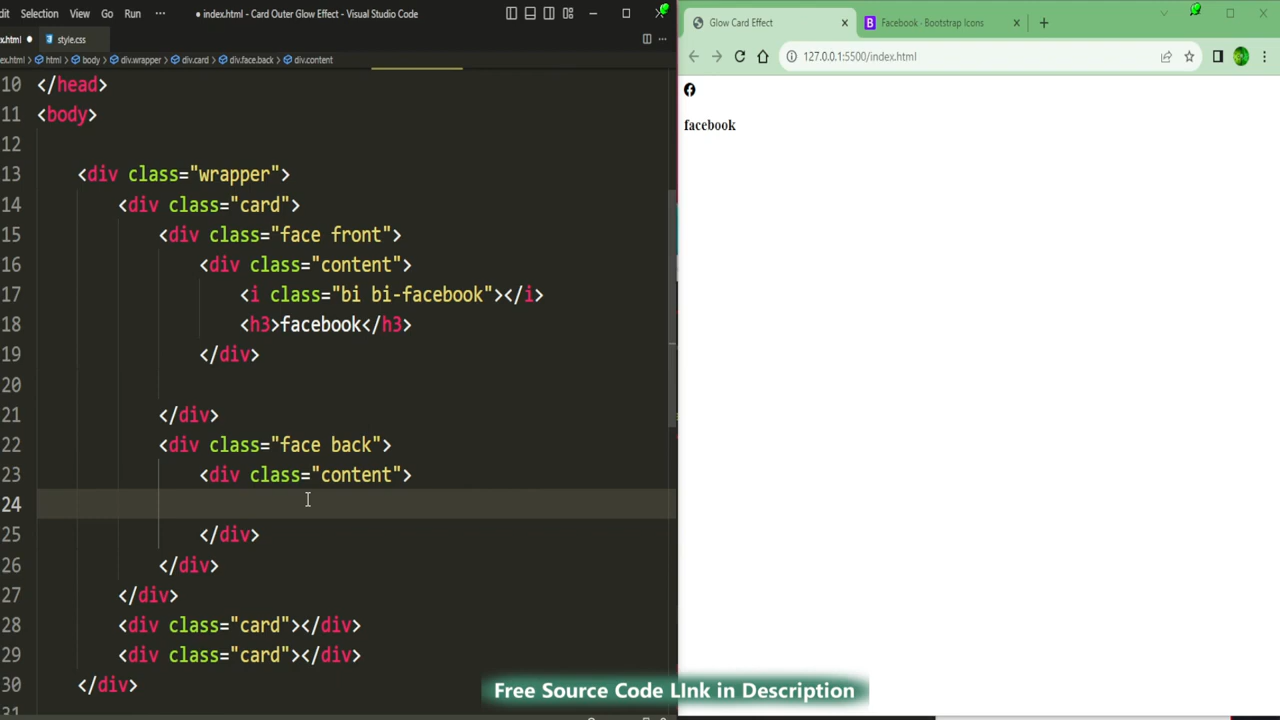 dit Selection View Go Run ··· ● index.html - Card Outer Glow Effect - Visual Studio Code
x.html ● style.css
ex.html > html > body > div.wrapper > div.card > div.face.back > div.content
10 </head>
11 <body>
12
13 <div class="wrapper">
14 <div class="card">
15 <div class="face front">
16 <div class="content">
17 <i class="bi bi-facebook"></i>
18 <h3>facebook</h3>
19 </div>
20
21 </div>
22 <div class="face back">
23 <div class="content">
24
25 </div>
26 </div>
27 </div>
28 <div class="card"></div>
29 <div class="card"></div>
30 </div>
31
Glow Card Effect
Facebook · Bootstrap Icons
127.0.0.1:5500/index.html
facebook
Free Source Code LInk in Description